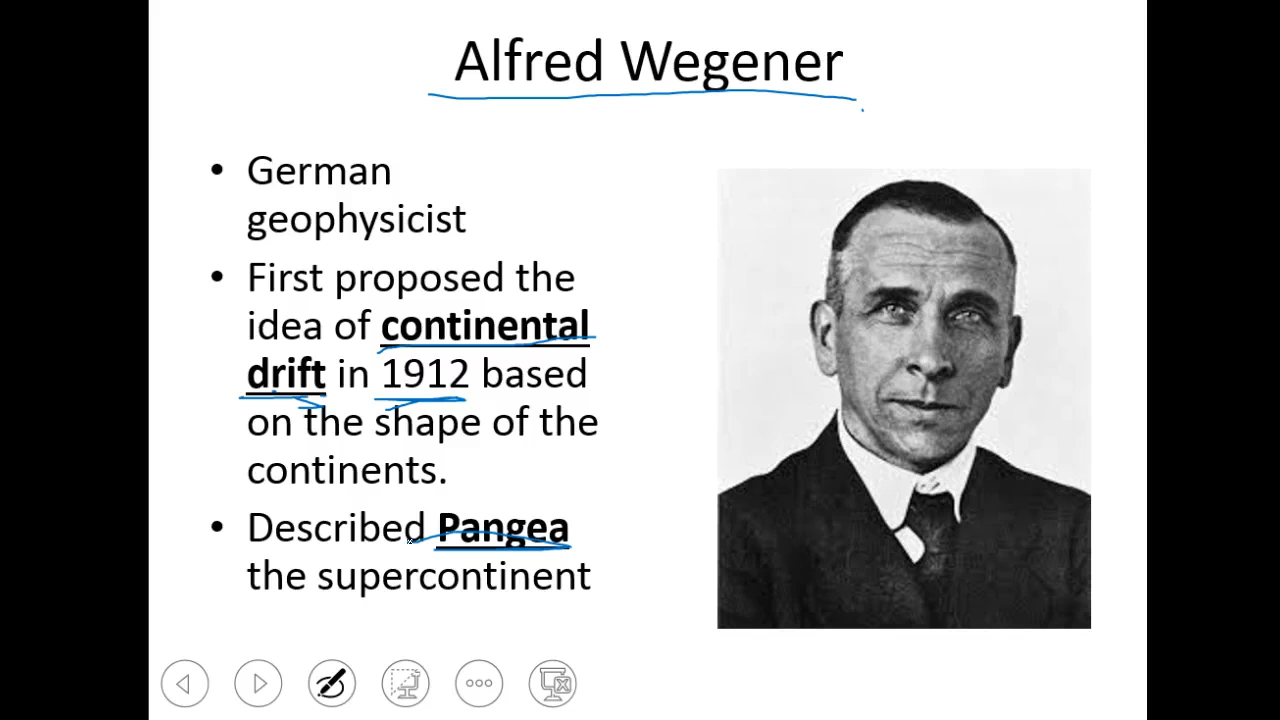 Alfred Wegener
• German
geophysicist
• First proposed the
idea of continental
drift in 1912 based
on the shape of the
continents.
• Described Pangea
the supercontinent